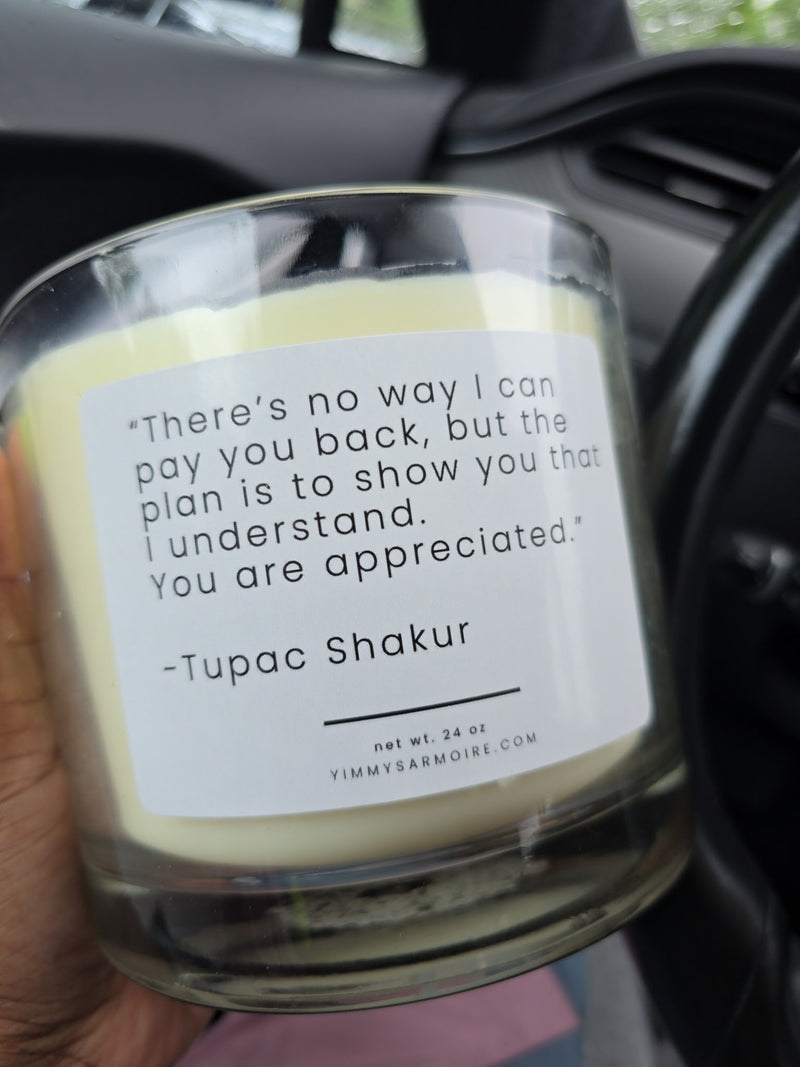 “There’s no way I can
pay you back, but the
plan is to show you that
i understand.
You are appreciated.”
-Tupac Shakur
net wt. 24 oz
YIMMYSARMOIRE.COM